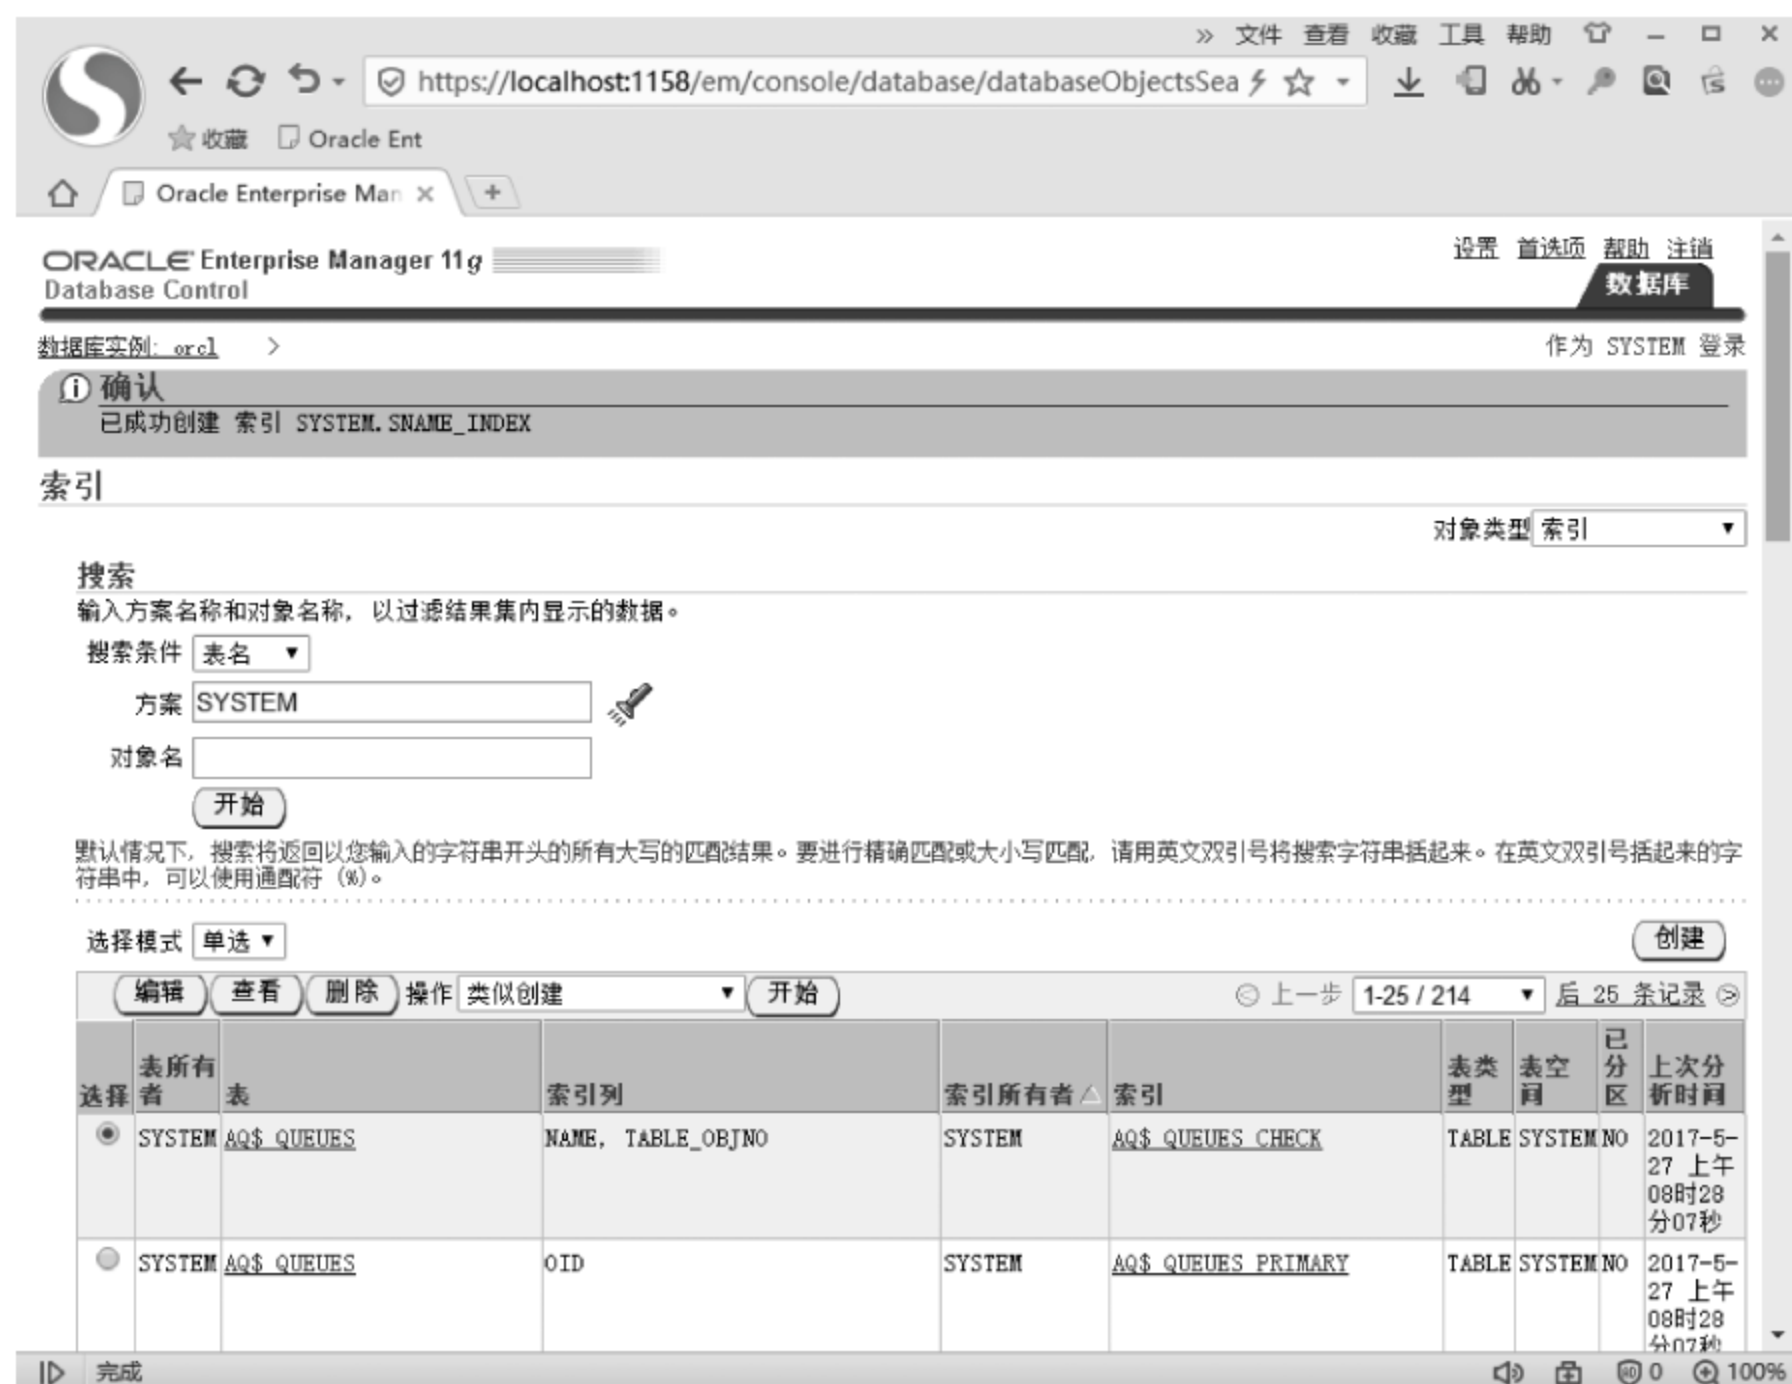 » 文件 查看 收藏 工具 帮助
https://localhost:1158/em/console/database/databaseObjectsSea
收藏 Oracle Ent
Oracle Enterprise Man
设置 首选项 帮助 注销
ORACLE Enterprise Manager 11g
Database Control
数据库
数据库实例: orcl >
作为 SYSTEM 登录
确认
已成功创建 索引 SYSTEM.SNAME_INDEX
索引
对象类型 索引
搜索
输入方案名称和对象名称, 以过滤结果集内显示的数据。
搜索条件 表名
方案 SYSTEM
对象名
开始
默认情况下, 搜索将返回以您输入的字符串开头的所有大写的匹配结果。要进行精确匹配或大小写匹配, 请用英文双引号将搜索字符串括起来。在英文双引号括起来的字
符串中, 可以使用通配符 (%)。
选择模式 单选
创建
编辑 查看 删除 操作 类似创建 开始 上一步 1-25 / 214 后 25 条记录
选择 表所有者 表 索引列 索引所有者 索引 表类型 表空间 已分区 上次分析时间
SYSTEM AQ$_QUEUES NAME, TABLE_OBJNO SYSTEM AQ$_QUEUES_CHECK TABLE SYSTEM NO 2017-5-
27 上午
08时28
分07秒
SYSTEM AQ$_QUEUES OID SYSTEM AQ$_QUEUES_PRIMARY TABLE SYSTEM NO 2017-5-
27 上午
08时28
分07秒
完成 0 100%